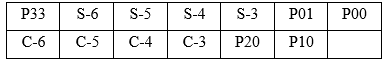 P33 S-6 S-5 S-4 S-3 P01 P00
C-6 C-5 C-4 C-3 P20 P10